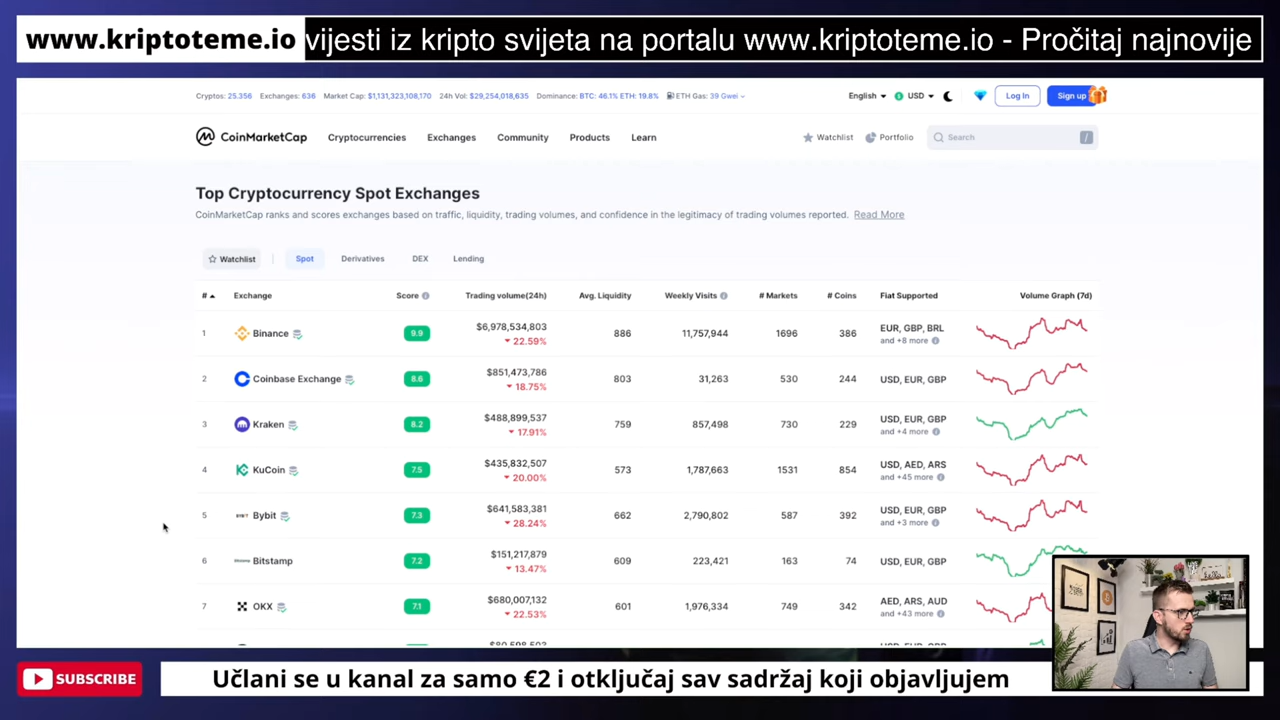 www.kriptoteme.io vijesti iz kripto svijeta na portalu www.kriptoteme.io - Pročitaj najnovije
Cryptos: 25.356 Exchanges: 636 Market Cap: $1,131,323,108,170 24h Vol: $29,254,018,635 Dominance: BTC: 46.1% ETH: 19.8% ETH Gas: 39 Gwei English USD Log In Sign up
CoinMarketCap Cryptocurrencies Exchanges Community Products Learn Watchlist Portfolio Search /
Top Cryptocurrency Spot Exchanges
CoinMarketCap ranks and scores exchanges based on traffic, liquidity, trading volumes, and confidence in the legitimacy of trading volumes reported. Read More
Watchlist Spot Derivatives DEX Lending
# Exchange Score Trading volume(24h) Avg. Liquidity Weekly Visits # Markets # Coins Fiat Supported Volume Graph (7d)
1 Binance 9.9 $6,978,534,803 886 11,757,944 1696 386 EUR, GBP, BRL
22.59% and +8 more
2 Coinbase Exchange 8.6 $851,473,786 803 31,263 530 244 USD, EUR, GBP
18.75%
3 Kraken 8.2 $488,899,537 759 857,498 730 229 USD, EUR, GBP
17.91% and +4 more
4 KuCoin 7.5 $435,832,507 573 1,787,663 1531 854 USD, AED, ARS
20.00% and +45 more
5 Bybit 7.3 $641,583,381 662 2,790,802 587 392 USD, EUR, GBP
28.24% and +3 more
6 Bitstamp 7.2 $151,217,879 609 223,421 163 74 USD, EUR, GBP
13.47%
7 OKX 7.1 $680,007,132 601 1,976,334 749 342 AED, ARS, AUD
22.53% and +43 more
SUBSCRIBE Učlani se u kanal za samo €2 i otključaj sav sadržaj koji objavljujem